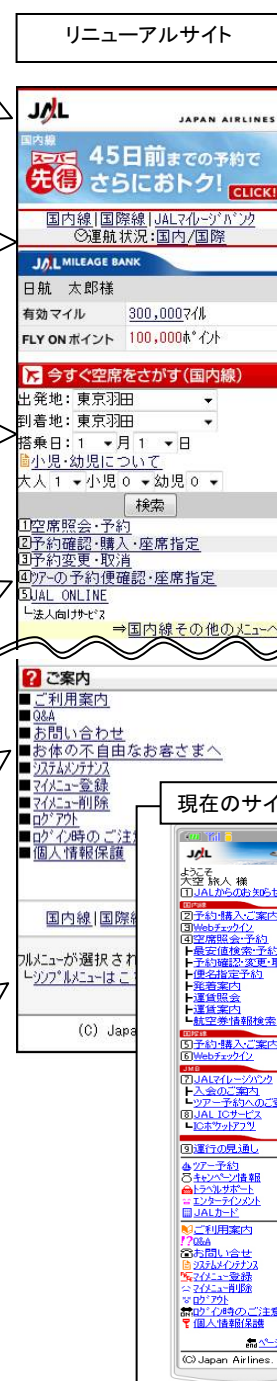 リニューアルサイト
JAL
JAPAN AIRLINES
国内線
スーパー先得
45日前までの予約で
さらにおトク!
CLICK!
国内線|国際線|JALマイレージバンク
運航状況:国内/国際
JAL MILEAGE BANK
日航 太郎様
有効マイル 300,000マイル
FLY ON ポイント 100,000ポイント
今すぐ空席をさがす(国内線)
出発地: 東京羽田
到着地: 東京羽田
搭乗日: 1 月 1 日
小児・幼児について
大人 1 小児 0 幼児 0
検索
1空席照会・予約
2予約確認・購入・座席指定
3予約変更・取消
4ツアーの予約便確認・座席指定
5JAL ONLINE
└法人向けサービス
⇒国内線その他のメニューへ
? ご案内
■ご利用案内
■Q&A
■お問い合わせ
■お体の不自由なお客さまへ
■システムメンテナンス
■マイメニュー登録
■マイメニュー削除
■ログアウト
■ログイン時のご注
■個人情報保護
国内線|国際
フルメニューが選択され
└シンプルメニューはこ
(C) Japa
現在のサイ
JAL
ようこそ
大空 旅人 様
1JALからのお知らせ
国内線
2予約・購入・ご案内
3Webチェックイン
4空席照会・予約
├最安値検索・予約
├予約確認・変更・取
├便名指定予約
├発着案内
├運賃照会
├運賃案内
└航空券情報検索
国際線
5予約・購入・ご案内
6Webチェックイン
JMB
7JALマイレージバンク
├入会のご案内
└ツアー予約へのご
8JAL ICサービス
└ICポケットアプリ
9運行の見通し
ツアー予約
キャンペーン情報
トラベルサポート
エンターテインメント
JALカード
ご利用案内
!?Q&A
お問い合せ
システムメンテナンス
マイメニュー登録
マイメニュー削除
ログアウト
ログイン時のご注意
個人情報保護
(C)Japan Airlines.